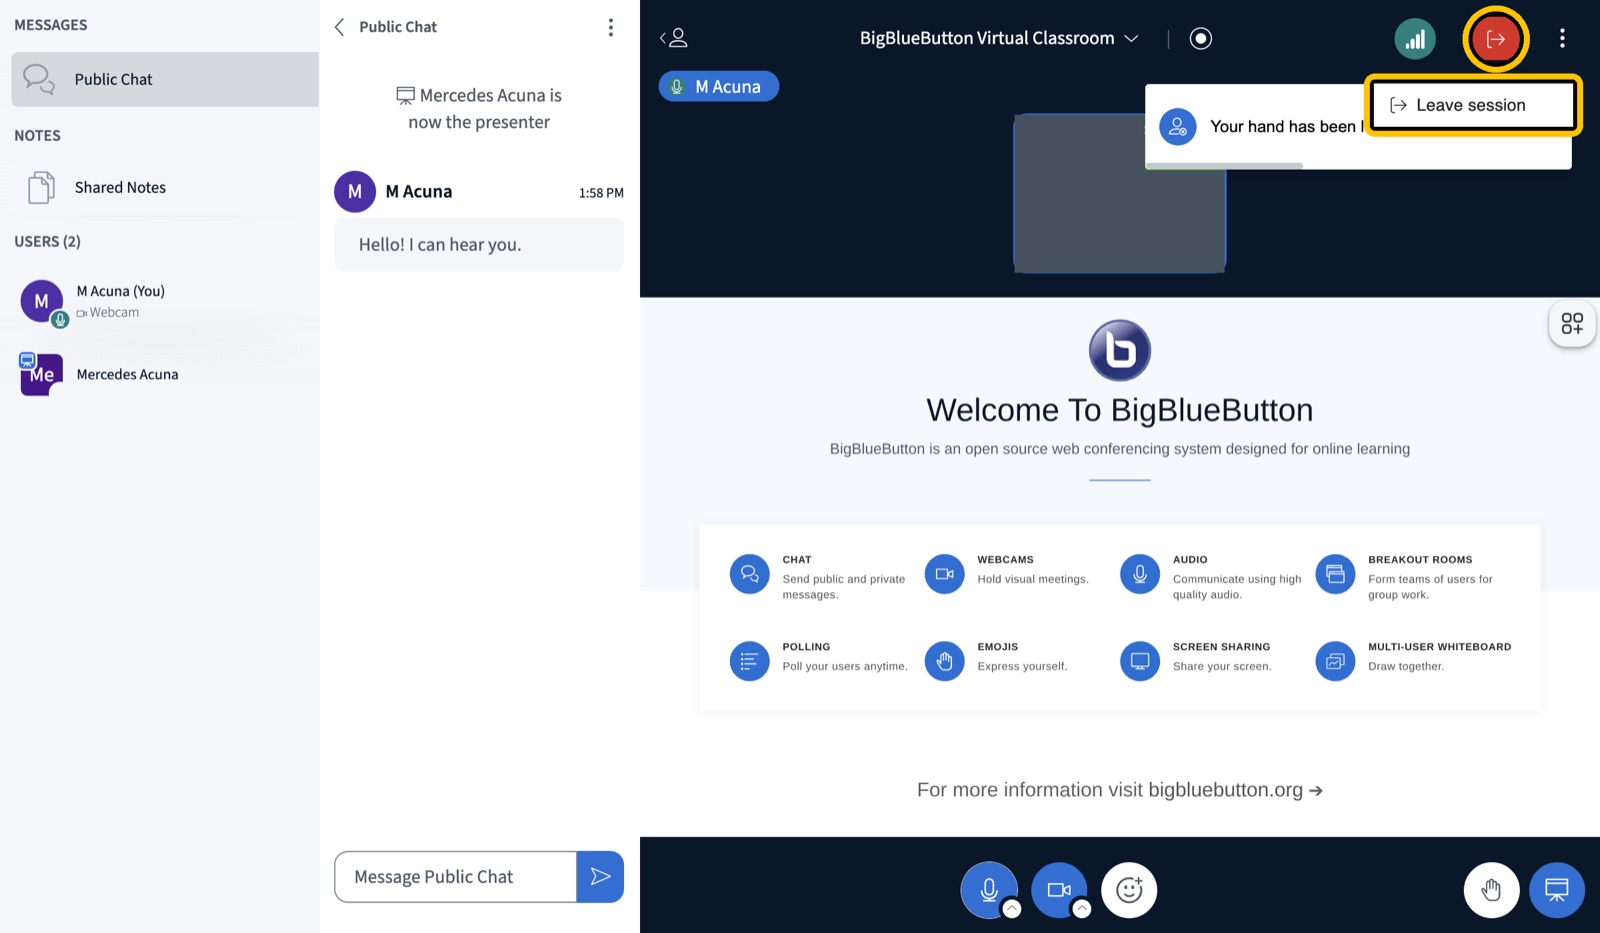 MESSAGES
Public Chat
NOTES
Shared Notes
USERS (2)
M
M Acuna (You)
Webcam
Me
Mercedes Acuna
Public Chat
Mercedes Acuna is
now the presenter
M
M Acuna
1:58 PM
Hello! I can hear you.
Message Public Chat
BigBlueButton Virtual Classroom
M Acuna
Leave session
Your hand has been
b
Welcome To BigBlueButton
BigBlueButton is an open source web conferencing system designed for online learning
CHAT
Send public and private
messages.
WEBCAMS
Hold visual meetings.
AUDIO
Communicate using high
quality audio.
BREAKOUT ROOMS
Form teams of users for
group work.
POLLING
Poll your users anytime.
EMOJIS
Express yourself.
SCREEN SHARING
Share your screen.
MULTI-USER WHITEBOARD
Draw together.
For more information visit bigbluebutton.org →